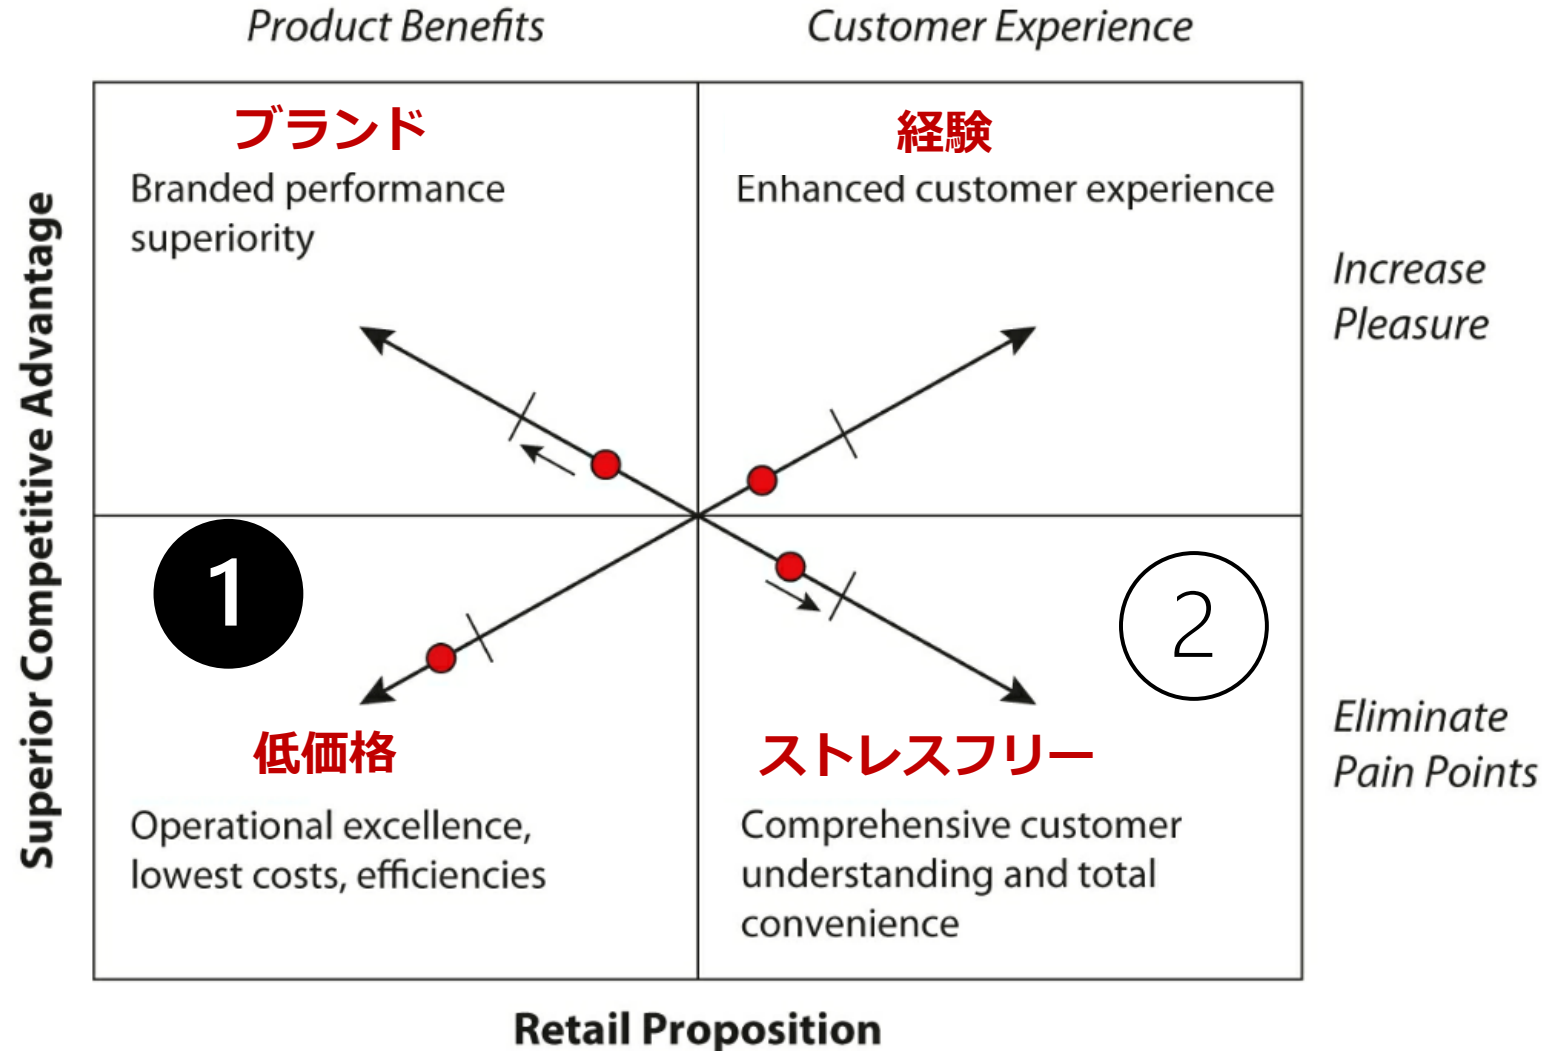 Product Benefits
Customer Experience
ブランド
Branded performance
superiority
経験
Enhanced customer experience
Increase
Pleasure
Superior Competitive Advantage
1
低価格
Operational excellence,
lowest costs, efficiencies
2
ストレスフリー
Comprehensive customer
understanding and total
convenience
Eliminate
Pain Points
Retail Proposition